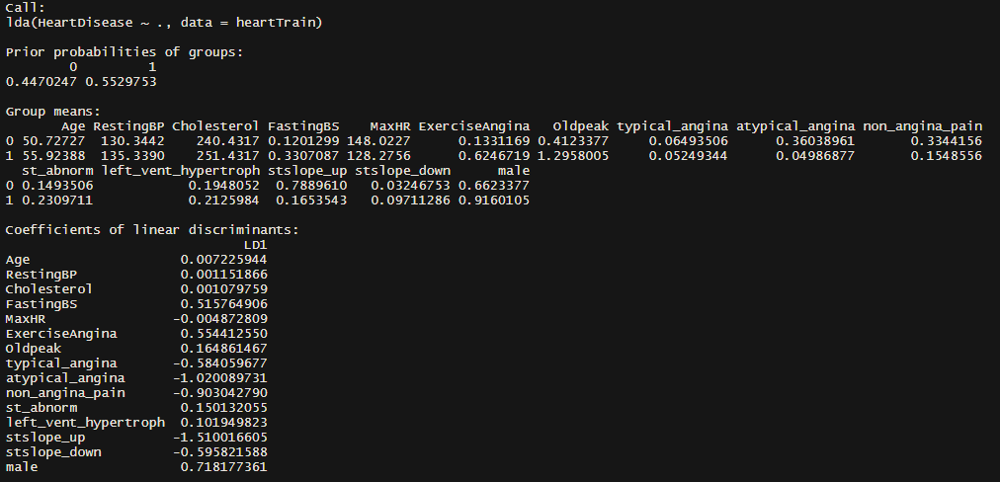 Call:
lda(HeartDisease ~ ., data = heartTrain)
Prior probabilities of groups:
0 1
0.4470247 0.5529753
Group means:
Age RestingBP Cholesterol FastingBS MaxHR ExerciseAngina Oldpeak typical_angina atypical_angina non_angina_pain
0 50.72727 130.3442 240.4317 0.1201299 148.0227 0.1331169 0.4123377 0.06493506 0.36038961 0.3344156
1 55.92388 135.3390 251.4317 0.3307087 128.2756 0.6246719 1.2958005 0.05249344 0.04986877 0.1548556
st_abnorm left_vent_hypertroph stslope_up stslope_down male
0 0.1493506 0.1948052 0.7889610 0.03246753 0.6623377
1 0.2309711 0.2125984 0.1653543 0.09711286 0.9160105
Coefficients of linear discriminants:
LD1
Age 0.007225944
RestingBP 0.001151866
Cholesterol 0.001079759
FastingBS 0.515764906
MaxHR -0.004872809
ExerciseAngina 0.554412550
Oldpeak 0.164861467
typical_angina -0.584059677
atypical_angina -1.020089731
non_angina_pain -0.903042790
st_abnorm 0.150132055
left_vent_hypertroph 0.101949823
stslope_up -1.510016605
stslope_down -0.595821588
male 0.718177361